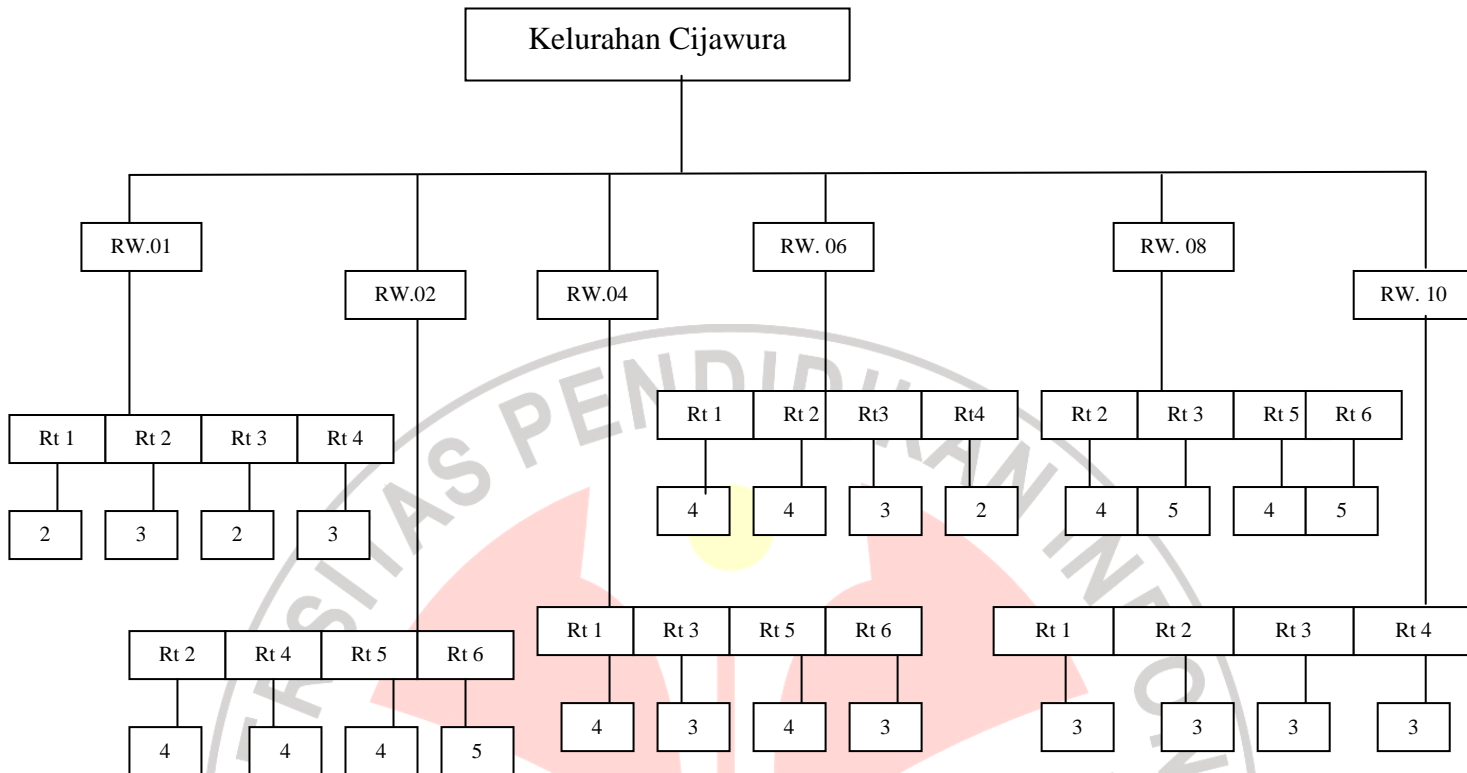 Kelurahan Cijawura
RW.01
RW. 06
RW. 08
RW.02
RW.04
RW. 10
Rt 1 Rt 2 Rt3 Rt4
Rt 2 Rt 3 Rt 5 Rt 6
Rt 1 Rt 2 Rt 3 Rt 4
4 4 3 2
4 5 4 5
2 3 2 3
Rt 1 Rt 3 Rt 5 Rt 6
Rt 1 Rt 2 Rt 3 Rt 4
Rt 2 Rt 4 Rt 5 Rt 6
4 3 4 3
3 3 3 3
4 4 4 5
ERSITAS PENDIDIKAN INDON